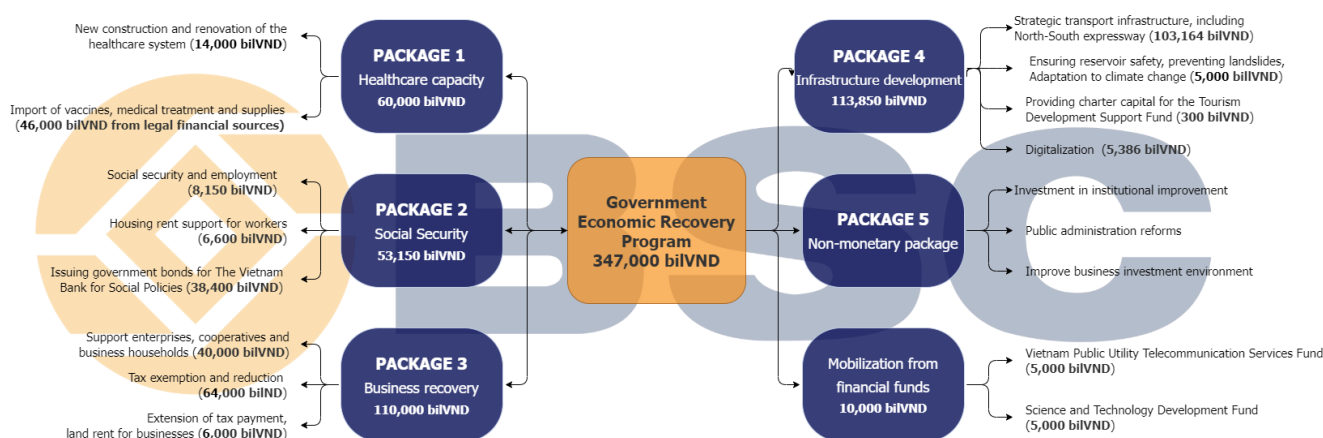 New construction and renovation of
the healthcare system (14,000 bilVND)
Import of vaccines, medical treatment and supplies
(46,000 bilVND from legal financial sources)
PACKAGE 1
Healthcare capacity
60,000 bilVND
Social security and employment
(8,150 bilVND)
Housing rent support for workers
(6,600 bilVND)
Issuing government bonds for The Vietnam
Bank for Social Policies (38,400 bilVND)
PACKAGE 2
Social Security
53,150 bilVND
Support enterprises, cooperatives and
business households (40,000 bilVND)
Tax exemption and reduction
(64,000 bilND)
Extension of tax payment,
land rent for businesses (6,000 bilVND)
PACKAGE 3
Business recovery
110,000 bilVND
Government
Economic Recovery
Program
347,000 bilVND
PACKAGE 4
Infrastructure development
113,850 bilVND
Strategic transport infrastructure, including
North-South expressway (103,164 bilVND)
Ensuring reservoir safety, preventing landslides,
Adaptation to climate change (5,000 billVND)
Providing charter capital for the Tourism
Development Support Fund (300 bilVND)
Digitalization (5,386 bilVND)
PACKAGE 5
Non-monetary package
Investment in institutional improvement
Public administration reforms
Improve business investment environment
Mobilization from
financial funds
10,000 bilVND
Vietnam Public Utility Telecommunication Services Fund
(5,000 bilVND)
Science and Technology Development Fund
(5,000 bilVND)
BSC